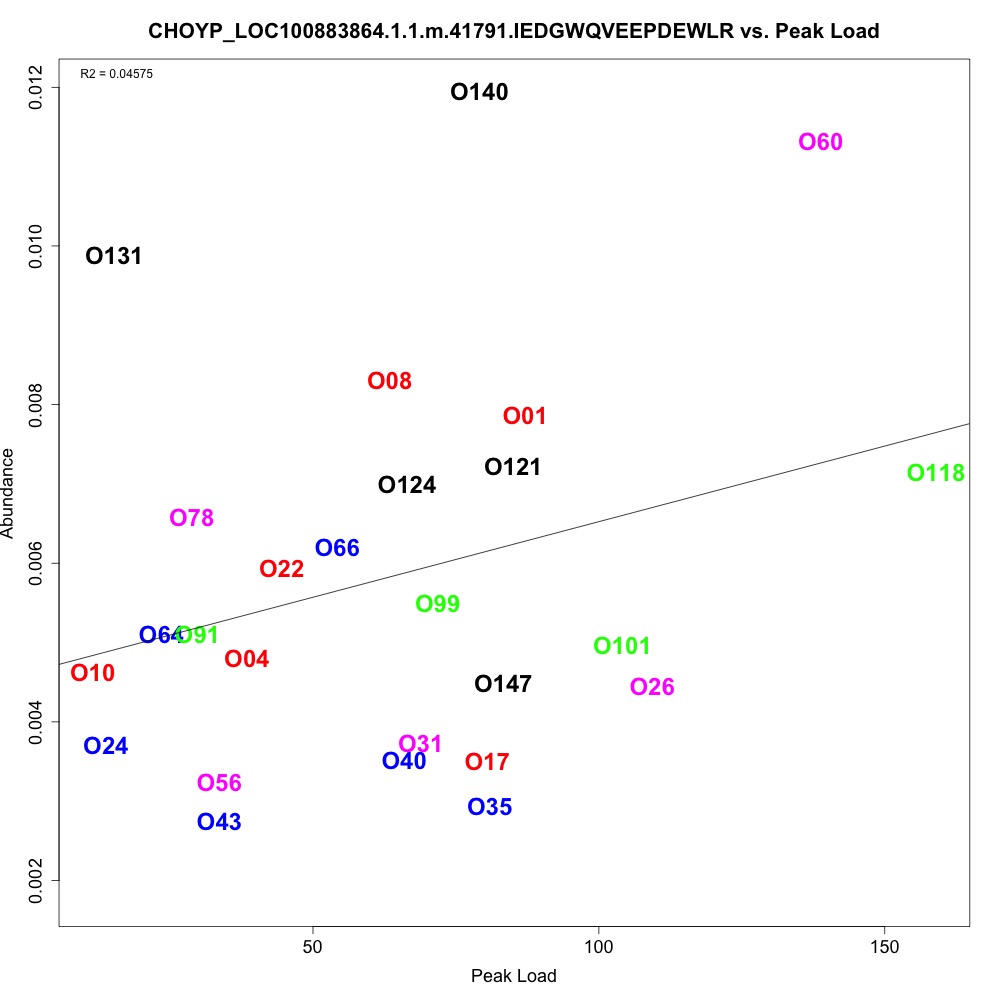 CHOYP_LOC100883864.1.1.m.41791.IEDGWQVEEPDEWLR vs. Peak Load
R2 = 0.04575
0.012
O140
O60
0.010
O131
O08
0.008
O01
O121
O118
O124
O78
O66
0.006
O22
O99
O64
O91
O101
O04
O10
O147
O26
0.004
O24
O31
O40
O17
O56
O35
O43
0.002
Abundance
50
100
150
Peak Load